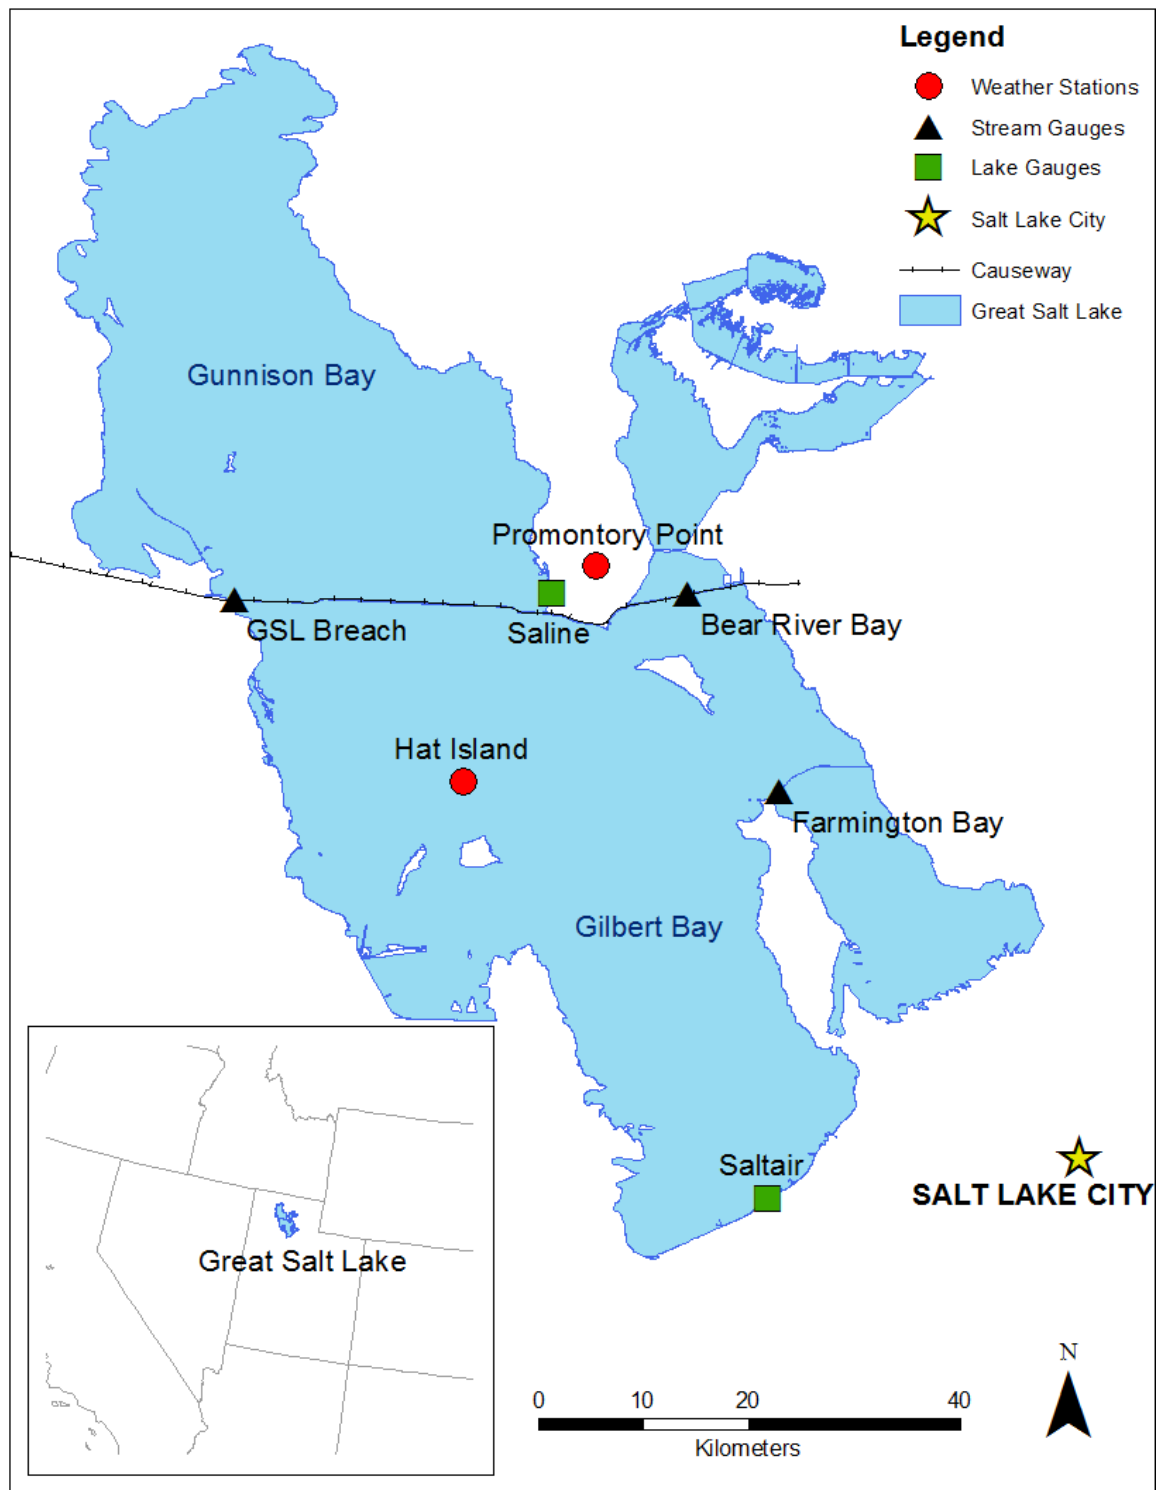 Legend
Weather Stations
Stream Gauges
Lake Gauges
Salt Lake City
Causeway
Great Salt Lake
Gunnison Bay
Promontory Point
GSL Breach
Saline
Bear River Bay
Hat Island
Farmington Bay
Gilbert Bay
Saltair
SALT LAKE CITY
Great Salt Lake
N
0 10 20 40
Kilometers